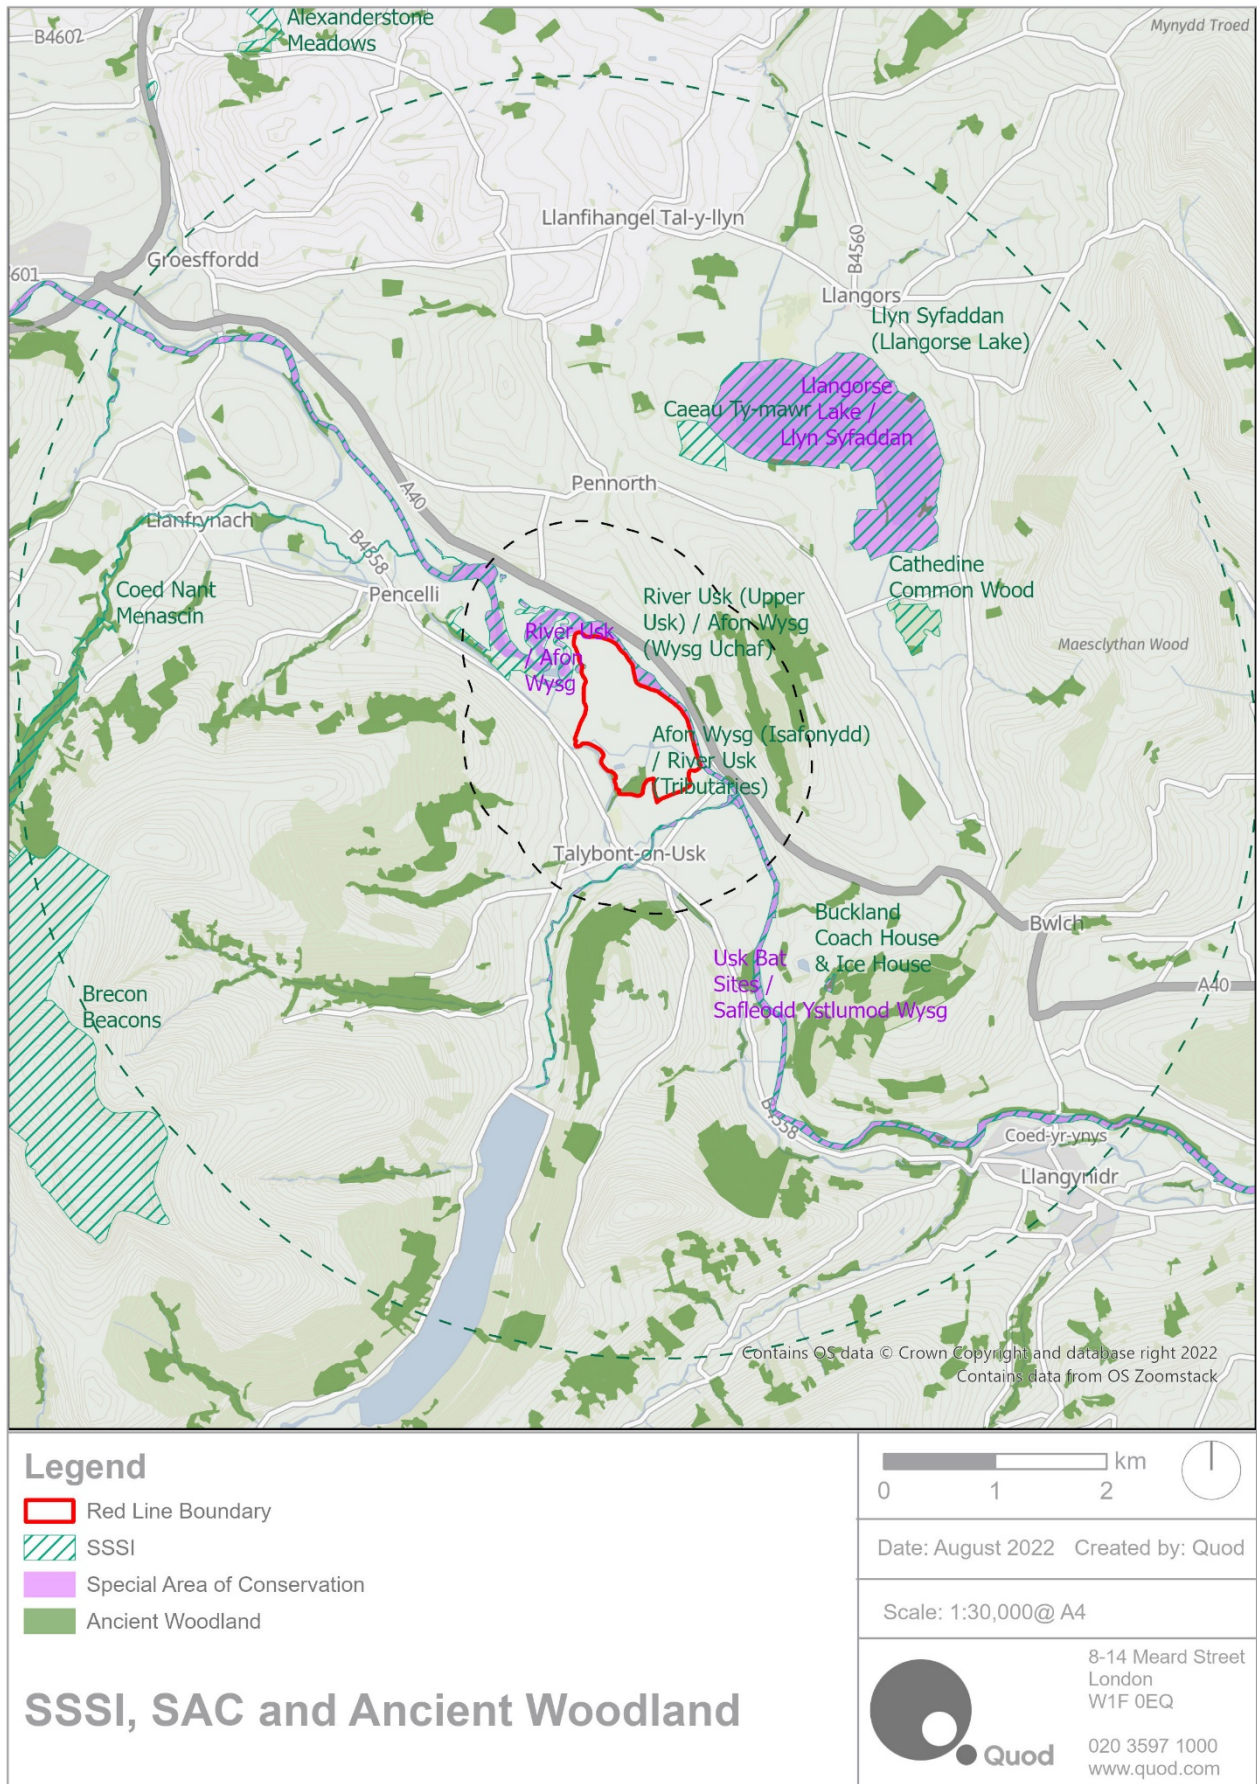 Alexanderstone
Meadows
B4602
Mynydd Troed
Llanfihangel Tal-y-llyn
Groesffordd
B4560
601
Llangors
Llyn Syfaddan
(Llangorse Lake)
Llangorse
Lake /
Llyn Syfaddan
Caeau Ty-mawr
Pennorth
A40
Llanfrynach
B4558
Coed Nant
Menascin
Pencelli
Cathedine
Common Wood
River Usk (Upper
Usk) / Afon Wysg
(Wysg Uchaf)
River Usk
/ Afon
Wysg
Maesclythan Wood
Afon Wysg (Isafonydd)
/ River Usk
(Tributaries)
Talybont-on-Usk
Buckland
Coach House
& Ice House
Bwlch
Usk Bat
Sites /
Safleodd Ystlumod Wysg
Brecon
Beacons
A40
B4558
Coed-yr-ynys
Llangynidr
Contains OS data © Crown Copyright and database right 2022
Contains data from OS Zoomstack
Legend
Red Line Boundary
SSSI
Special Area of Conservation
Ancient Woodland
SSSI, SAC and Ancient Woodland
km
0 1 2
Date: August 2022 Created by: Quod
Scale: 1:30,000@ A4
Quod
8-14 Meard Street
London
W1F 0EQ
020 3597 1000
www.quod.com